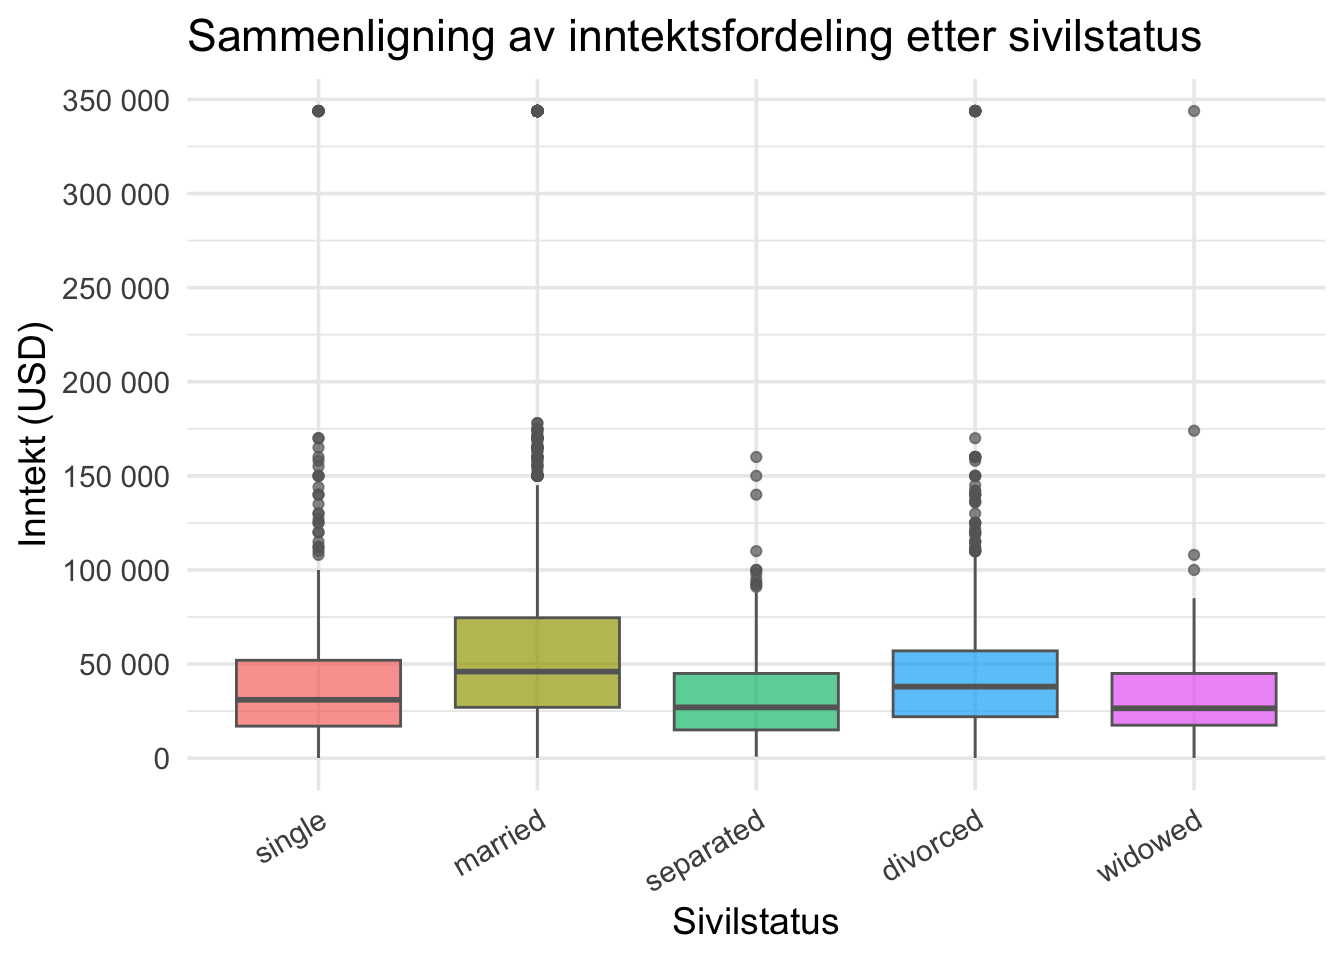 Sammenligning av inntektsfordeling etter sivilstatus
Inntekt (USD)
350 000
300 000
250 000
200 000
150 000
100 000
50 000
0
single
married
separated
divorced
widowed
Sivilstatus